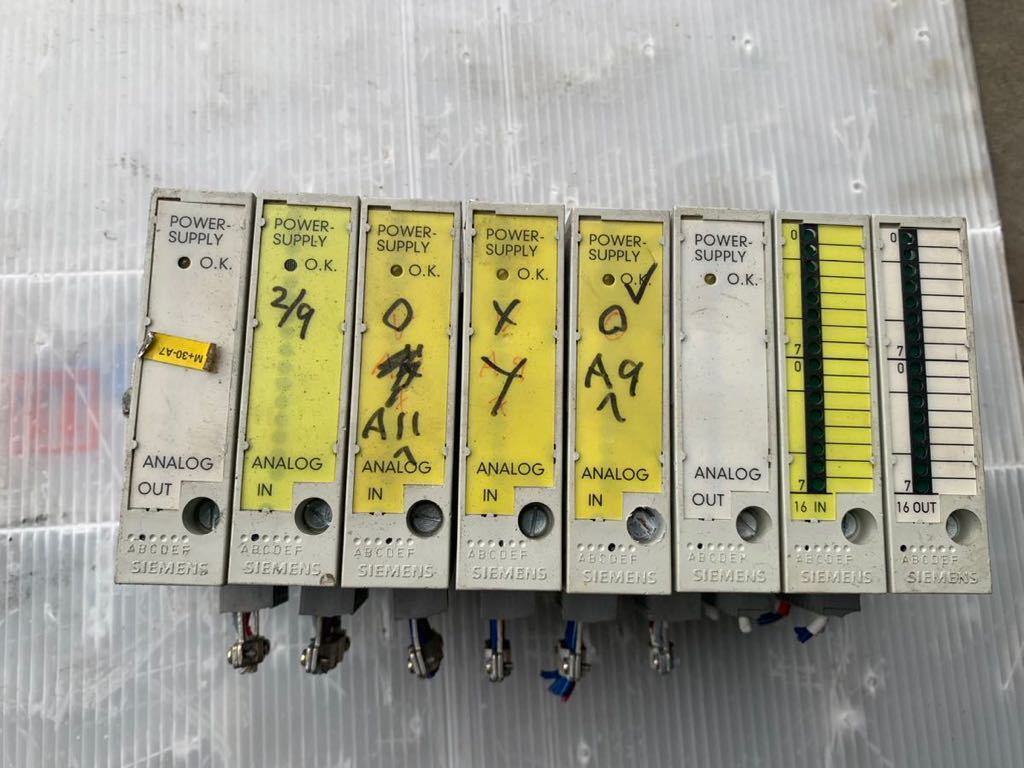 POWER-
SUPPLY
O.K.
M+30-A7
ANALOG
OUT
ABCDEF
SIEMENS
POWER-
SUPPLY
O.K.
2/9
ANALOG
IN
ABCDEF
SIEMENS
POWER-
SUPPLY
O.K.
0
A11
ANALOG
IN
ABCDEF
SIEMENS
POWER-
SUPPLY
O.K.
X
Y
ANALOG
IN
ABCDEF
SIEMENS
POWER-
SUPPLY
O.K.
A9
ANALOG
IN
ABCDEF
SIEMENS
POWER-
SUPPLY
O.K.
ANALOG
OUT
ABCDEF
SIEMENS
0
7
0
7
16 IN
ABCDEF
SIEMENS
0
7
0
7
16 OUT
ABCDEF
SIEMENS